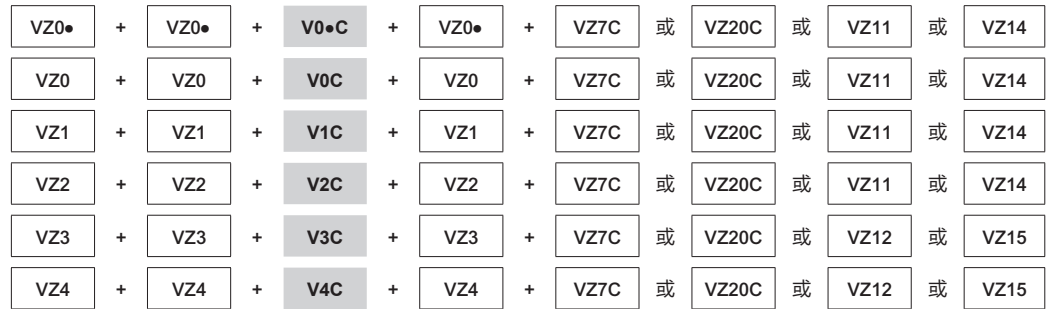 VZ0● + VZ0● + V0●C + VZ0● + VZ7C 或 VZ20C 或 VZ11 或 VZ14
VZ0 + VZ0 + V0C + VZ0 + VZ7C 或 VZ20C 或 VZ11 或 VZ14
VZ1 + VZ1 + V1C + VZ1 + VZ7C 或 VZ20C 或 VZ11 或 VZ14
VZ2 + VZ2 + V2C + VZ2 + VZ7C 或 VZ20C 或 VZ11 或 VZ14
VZ3 + VZ3 + V3C + VZ3 + VZ7C 或 VZ20C 或 VZ12 或 VZ15
VZ4 + VZ4 + V4C + VZ4 + VZ7C 或 VZ20C 或 VZ12 或 VZ15